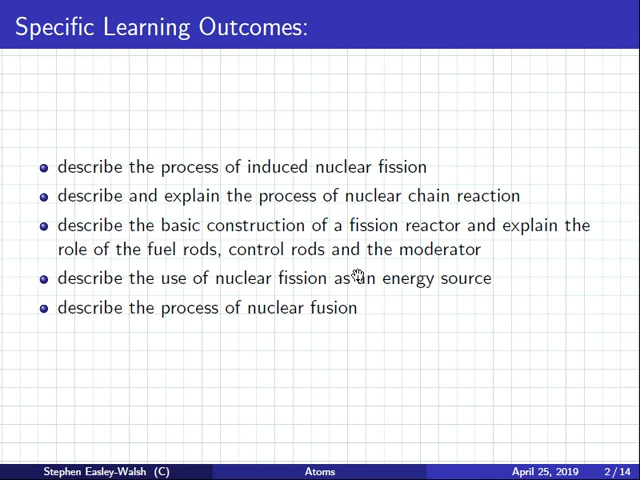 Specific Learning Outcomes:
describe the process of induced nuclear fission
describe and explain the process of nuclear chain reaction
describe the basic construction of a fission reactor and explain the
role of the fuel rods, control rods and the moderator
describe the use of nuclear fission as an energy source
describe the process of nuclear fusion
Stephen Easley-Walsh (C) Atoms April 25, 2019 2 / 14